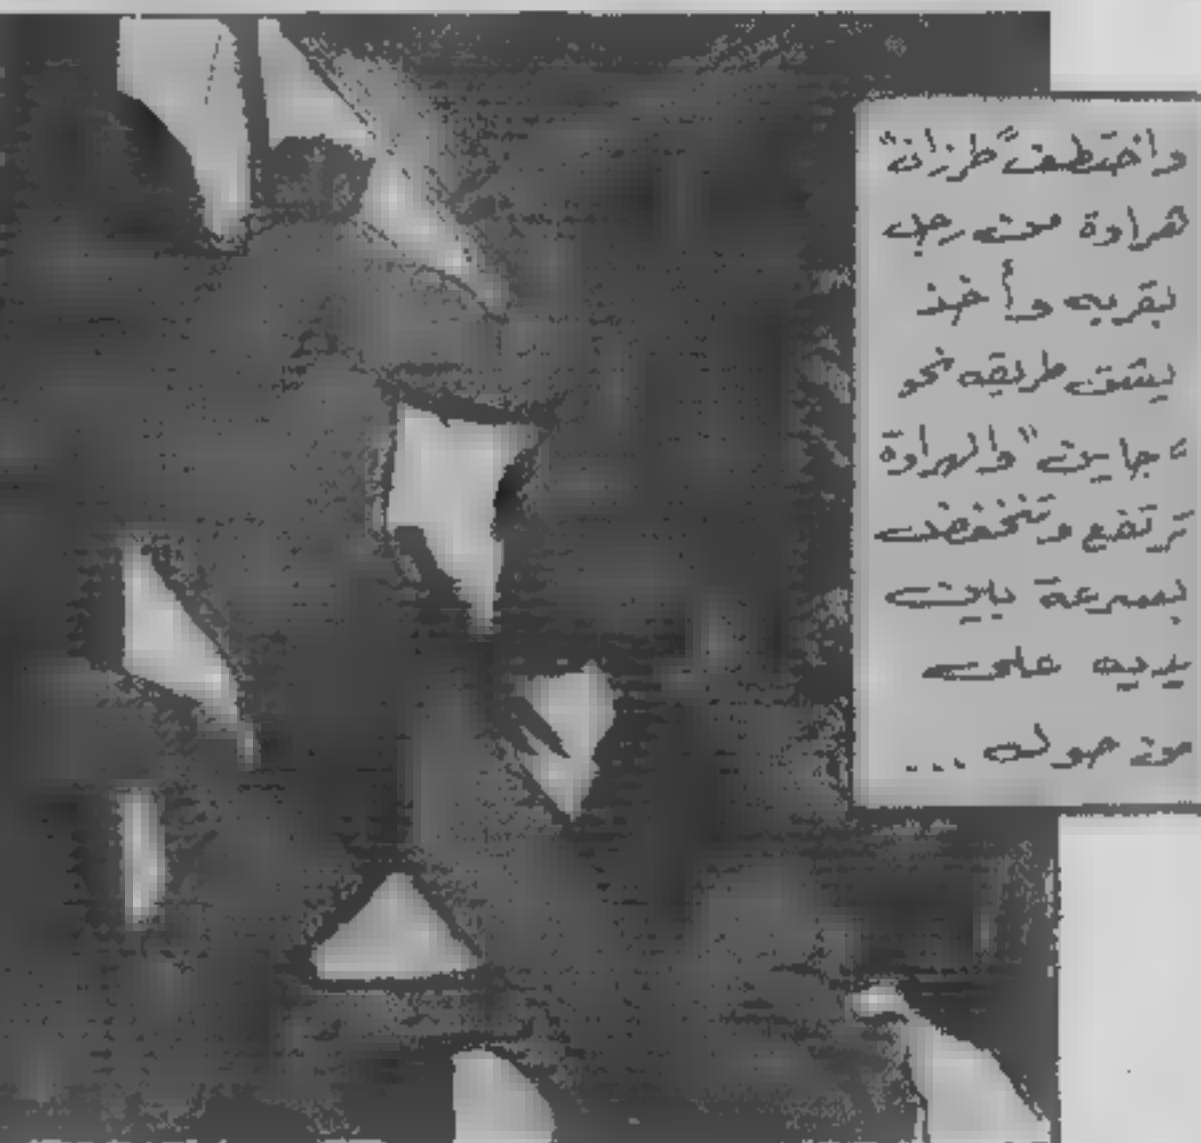 واختطف "طرزان"
هراوة من رجل
بقربه وأخذ
يشق طريقه نحو
"جاين" والهراوة
ترتفع وتنخفض
بسرعة بين
يديه على
من حوله ...